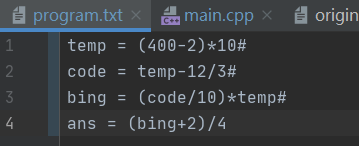 program.txt main.cpp origin
1 temp = (400-2)*10#
2 code = temp-12/3#
3 bing = (code/10)*temp#
4 ans = (bing+2)/4